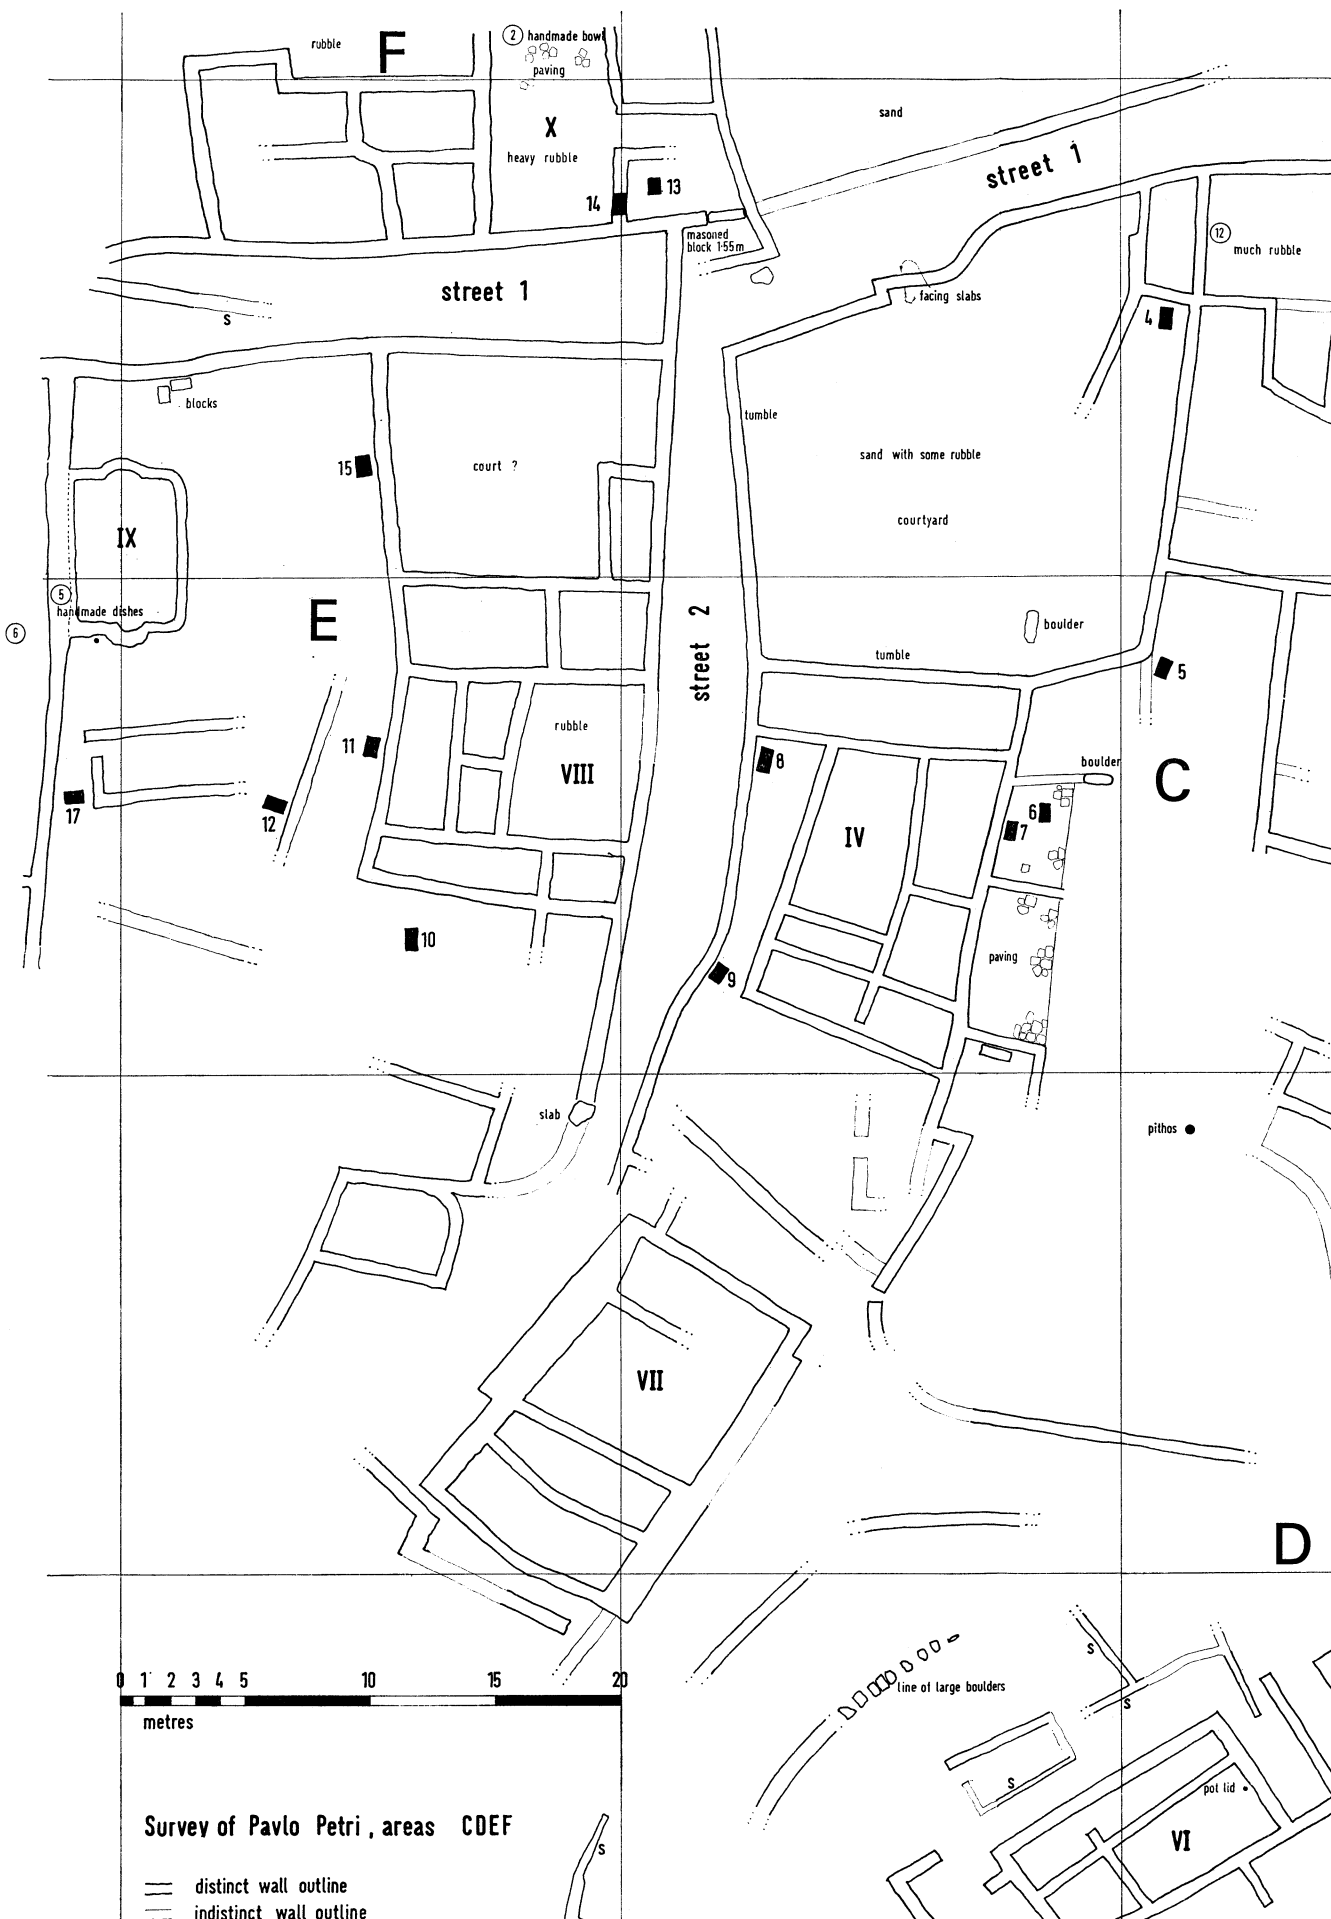 rubble
F
2 handmade bowl
paving
X
heavy rubble
sand
street 1
13
14
masoned
block 1·55m
12
much rubble
street 1
S
facing slabs
4
blocks
tumble
15
court ?
sand with some rubble
courtyard
IX
5
handmade dishes
6
E
street 2
boulder
tumble
5
rubble
VIII
11
8
boulder
C
17
12
IV
6
7
10
9
paving
slab
pithos
VII
D
0 1 2 3 4 5 10 15 20
metres
S
line of large boulders
S
S
pot lid
VI
Survey of Pavlo Petri, areas CDEF
S
distinct wall outline
indistinct wall outline